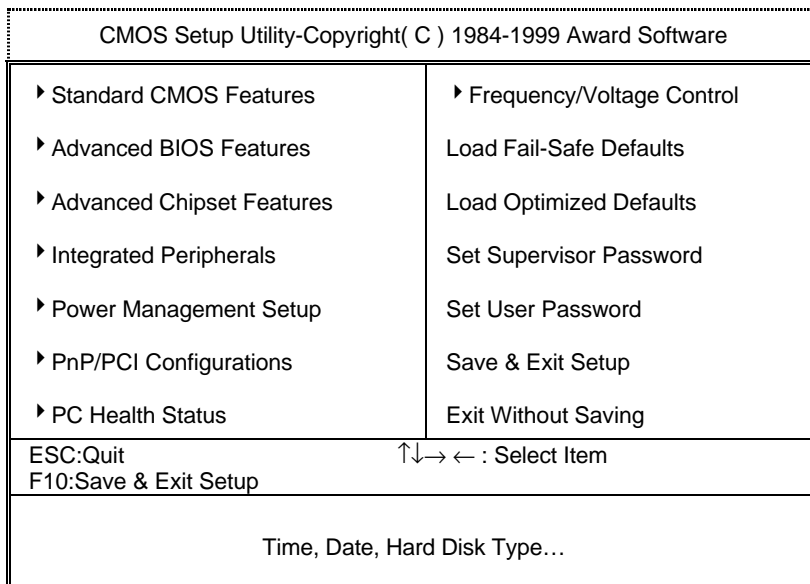 CMOS Setup Utility-Copyright( C ) 1984-1999 Award Software
Standard CMOS Features
Advanced BIOS Features
Advanced Chipset Features
Integrated Peripherals
Power Management Setup
PnP/PCI Configurations
PC Health Status
Frequency/Voltage Control
Load Fail-Safe Defaults
Load Optimized Defaults
Set Supervisor Password
Set User Password
Save & Exit Setup
Exit Without Saving
ESC:Quit ↑↓→ ← : Select Item
F10:Save & Exit Setup
Time, Date, Hard Disk Type…